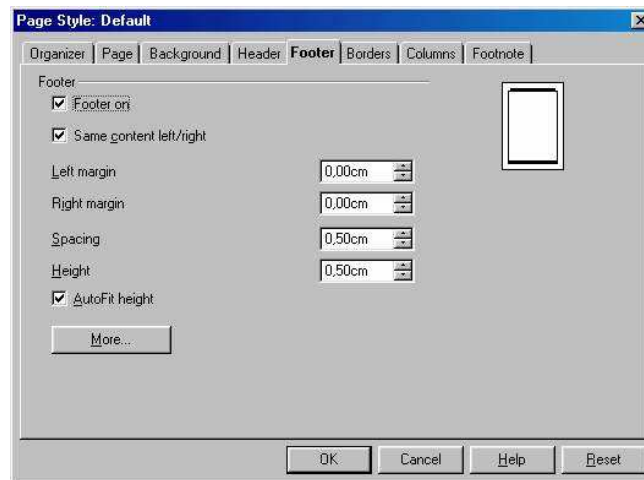 Page Style: Default
Organizer Page Background Header Footer Borders Columns Footnote
Footer
Footer on
Same content left/right
Left margin 0,00cm
Right margin 0,00cm
Spacing 0,50cm
Height 0,50cm
AutoFit height
More...
OK Cancel Help Reset